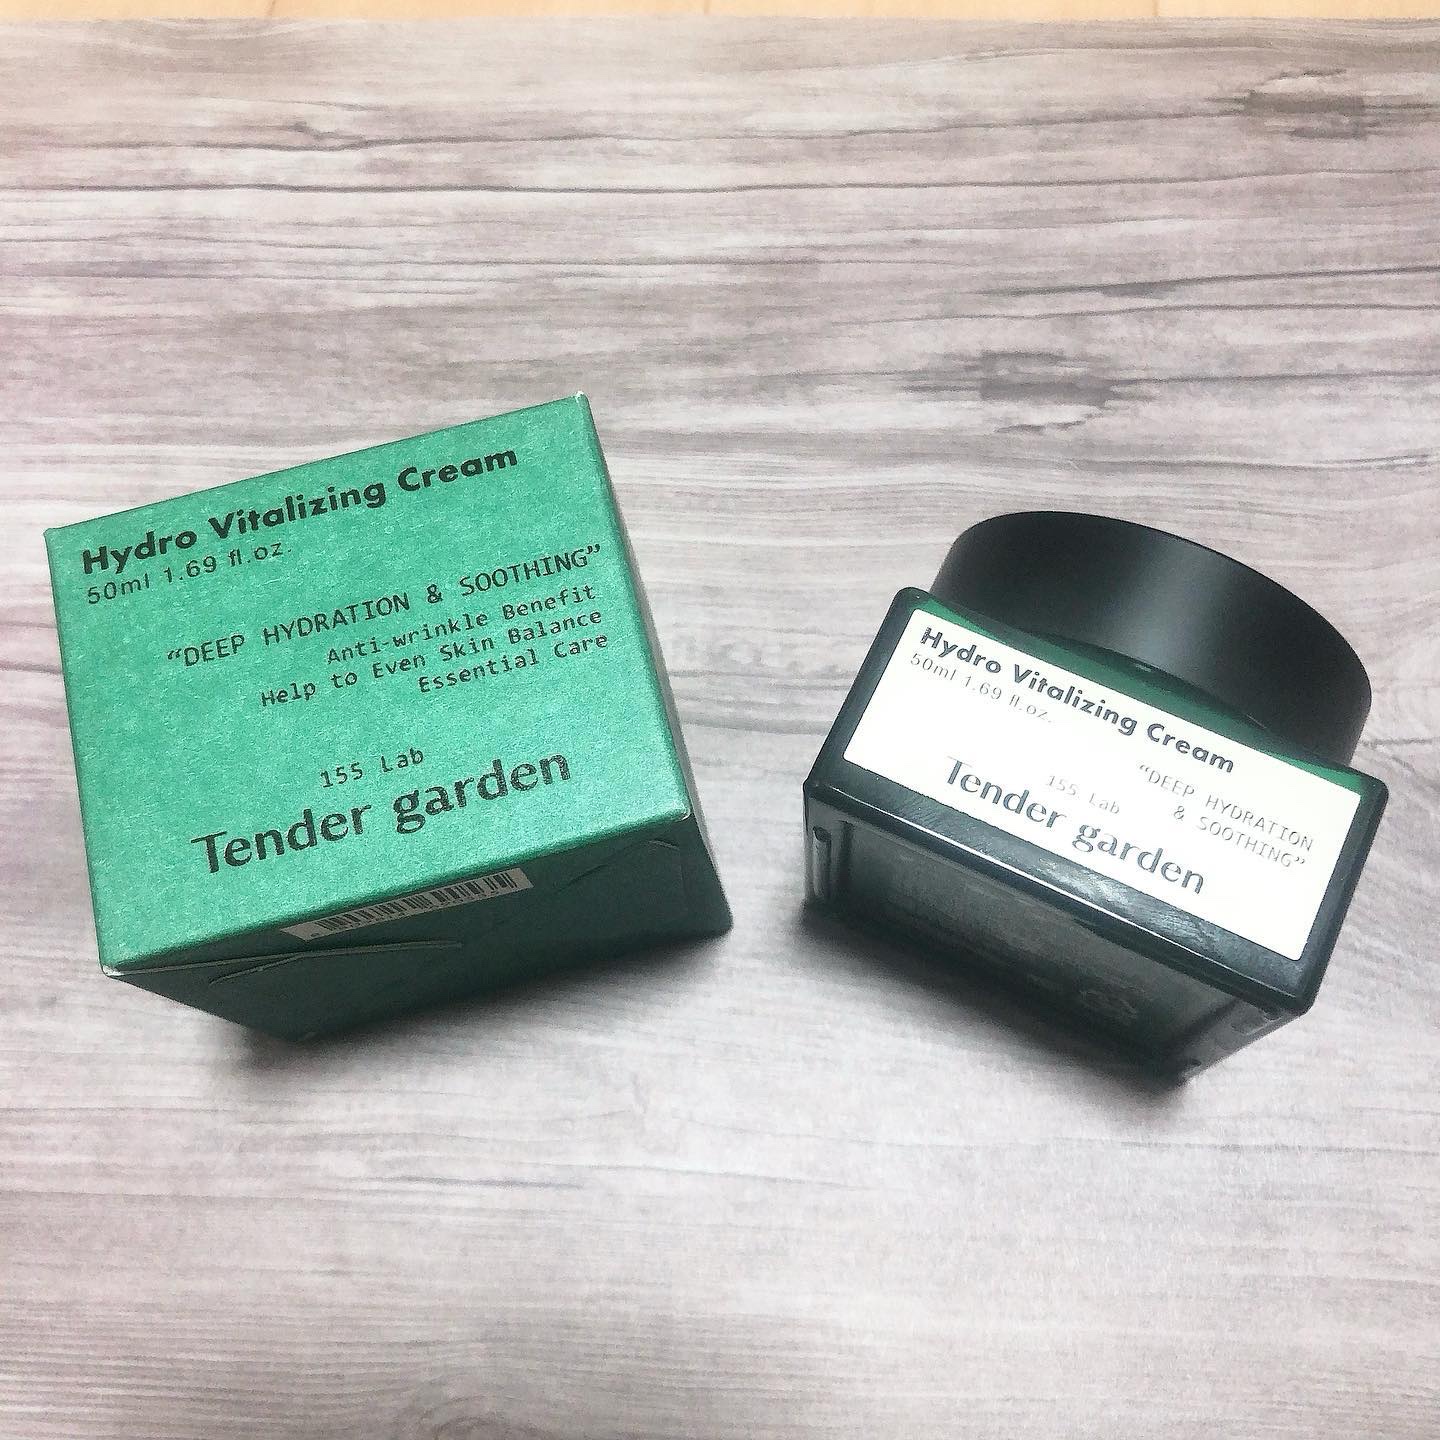 Hydro Vitalizing Cream
50ml 1.69 fl.oz.
“DEEP HYDRATION & SOOTHING”
Anti-wrinkle Benefit
Help to Even Skin Balance
Essential Care
155 Lab
Tender garden
Hydro Vitalizing Cream
50ml 1.69 fl.oz.
“DEEP HYDRATION
& SOOTHING”
155 Lab
Tender garden